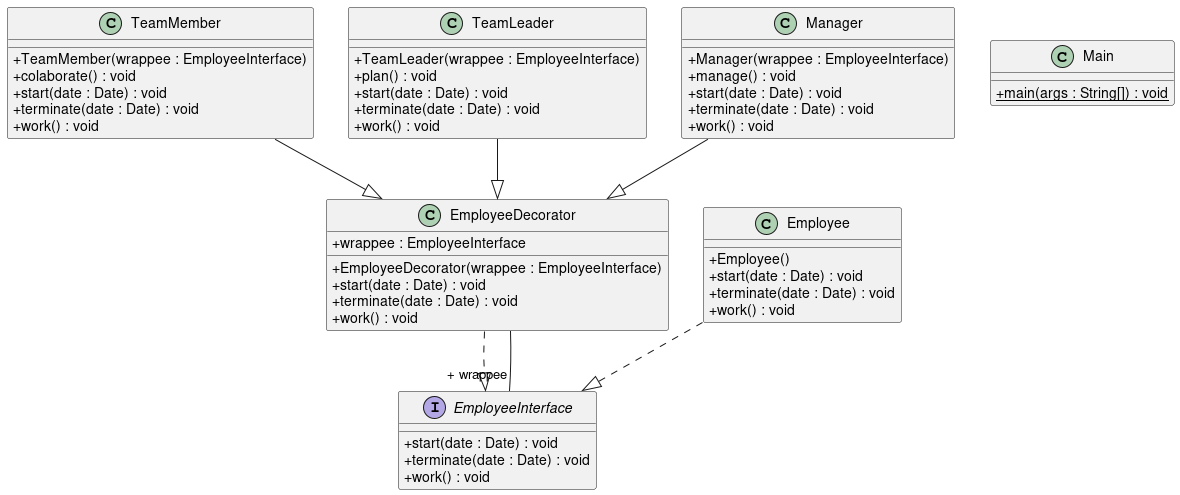 C TeamMember
+TeamMember(wrappee : EmployeeInterface)
+colaborate() : void
+start(date : Date) : void
+terminate(date : Date) : void
+work() : void
C TeamLeader
+TeamLeader(wrappee : EmployeeInterface)
+plan() : void
+start(date : Date) : void
+terminate(date : Date) : void
+work() : void
C Manager
+Manager(wrappee : EmployeeInterface)
+manage() : void
+start(date : Date) : void
+terminate(date : Date) : void
+work() : void
C Main
+main(args : String[]) : void
C EmployeeDecorator
+wrappee : EmployeeInterface
+EmployeeDecorator(wrappee : EmployeeInterface)
+start(date : Date) : void
+terminate(date : Date) : void
+work() : void
C Employee
+Employee()
+start(date : Date) : void
+terminate(date : Date) : void
+work() : void
+ wrappee
I EmployeeInterface
+start(date : Date) : void
+terminate(date : Date) : void
+work() : void